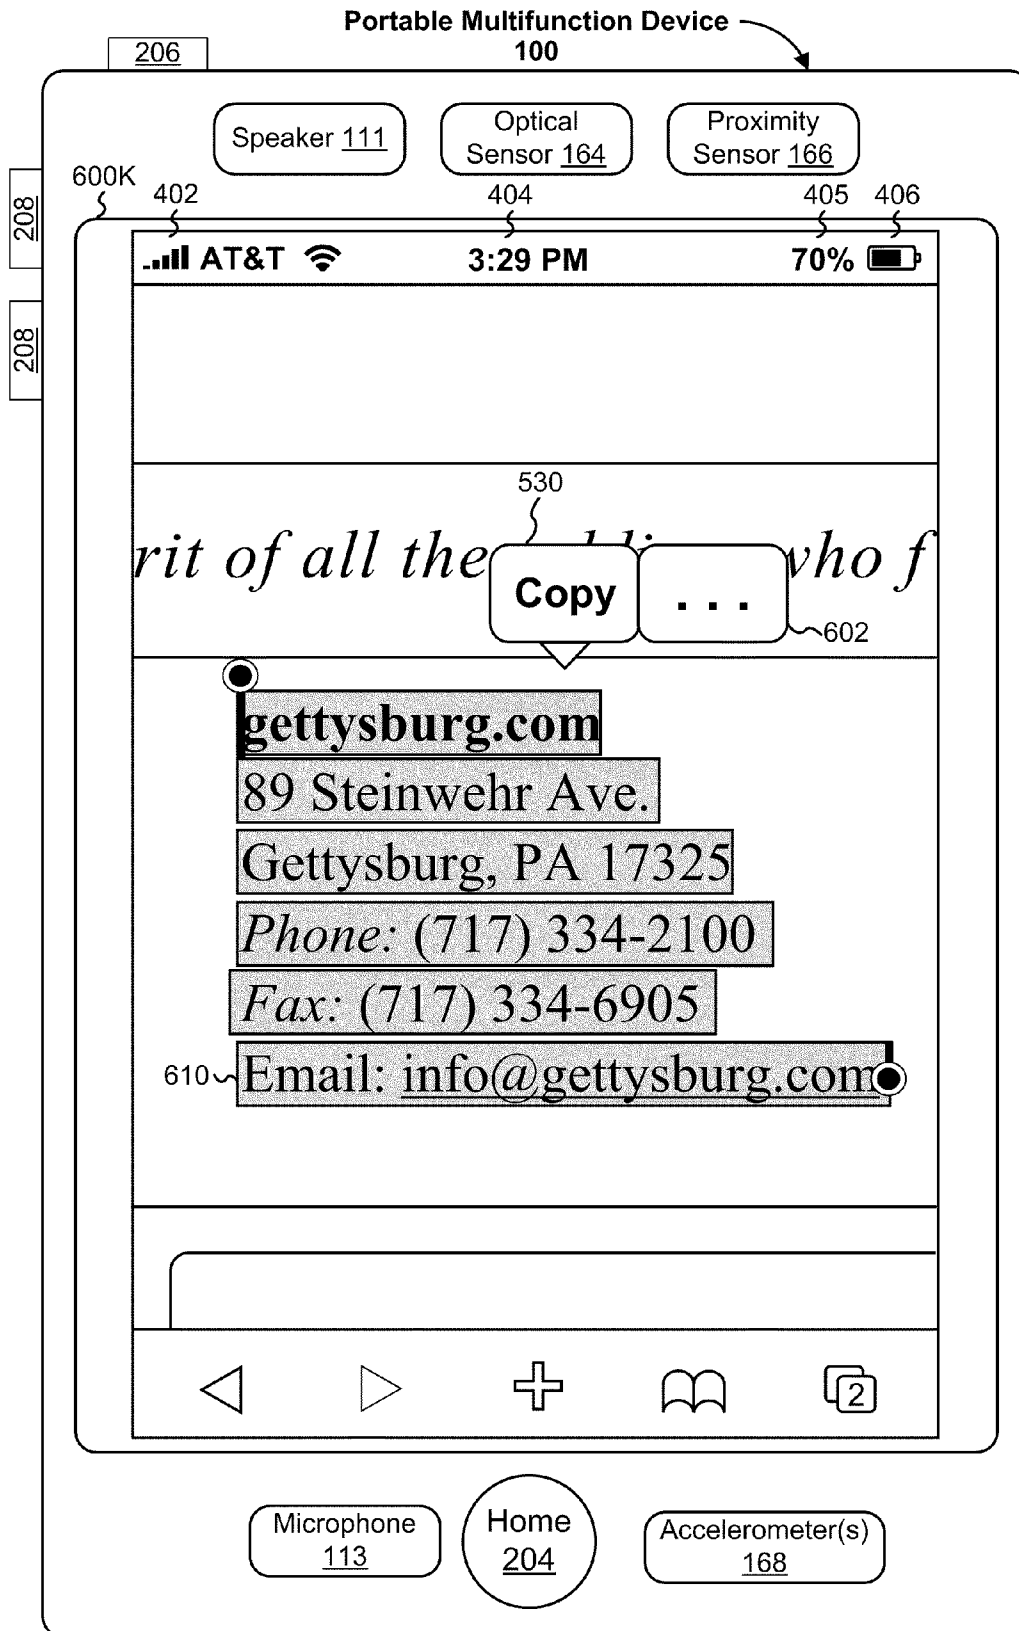 Portable Multifunction Device
100
206
Speaker 111
Optical
Sensor 164
Proximity
Sensor 166
208
208
600K
402
404
405
406
AT&T 3:29 PM 70%
530
rit of all the who f
Copy
. . .
602
gettysburg.com
89 Steinwehr Ave.
Gettysburg, PA 17325
Phone: (717) 334-2100
Fax: (717) 334-6905
610
Email: info@gettysburg.com
2
Microphone
113
Home
204
Accelerometer(s)
168